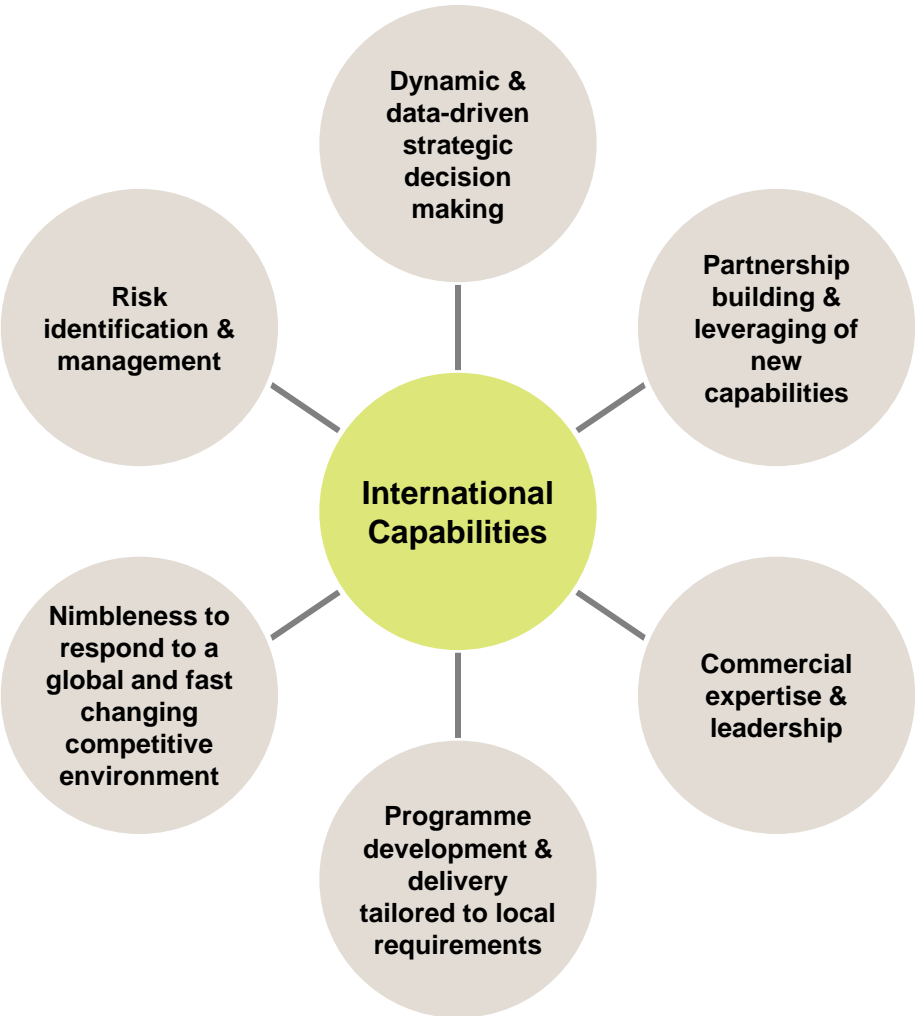 Dynamic &
data-driven
strategic
decision
making
Partnership
building &
leveraging of
new
capabilities
Commercial
expertise &
leadership
Programme
development &
delivery
tailored to local
requirements
Nimbleness to
respond to a
global and fast
changing
competitive
environment
Risk
identification &
management
International
Capabilities